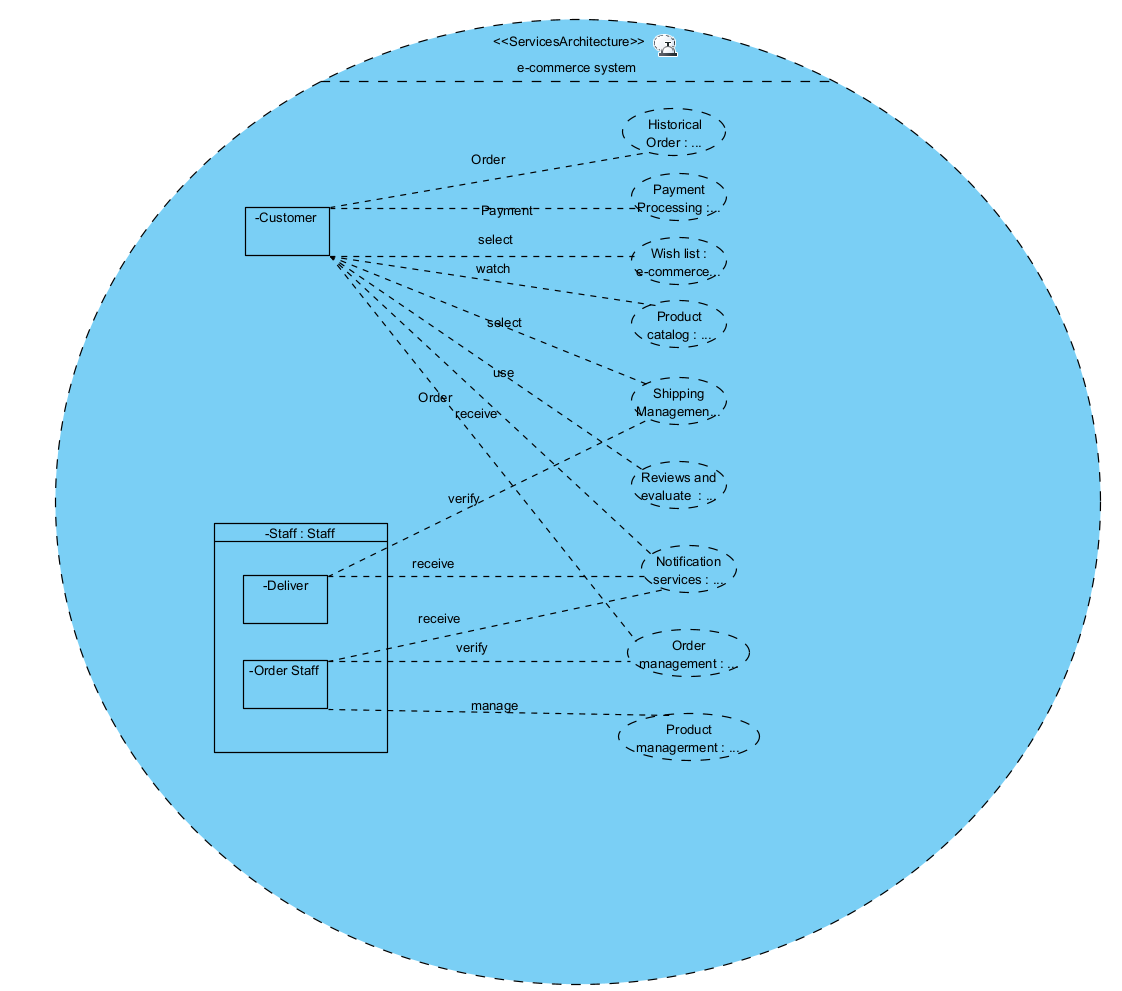 <<ServicesArchitecture>>
e-commerce system
Historical
Order : ...
Order
Payment
Processing :...
-Customer
Payment
select
Wish list :
e-commerce...
watch
Product
catalog : ...
select
use
Shipping
Managemen...
Order
receive
Reviews and
evaluate : ...
verify
-Staff : Staff
Notification
services : ...
receive
-Deliver
receive
Order
management : ...
verify
-Order Staff
manage
Product
managerment : ...